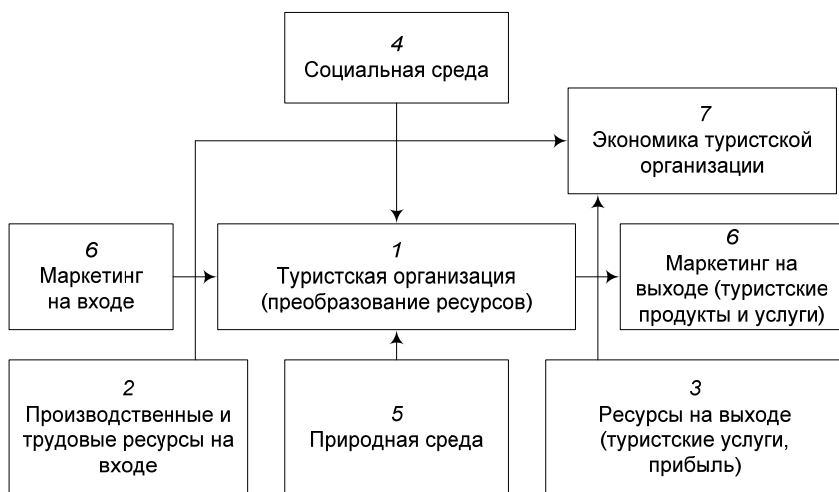 4
Социальная среда
7
Экономика туристской
организации
6
Маркетинг
на входе
1
Туристская организация
(преобразование ресурсов)
6
Маркетинг на
выходе (туристские
продукты и услуги)
2
Производственные и
трудовые ресурсы на
входе
5
Природная среда
3
Ресурсы на выходе
(туристские услуги,
прибыль)